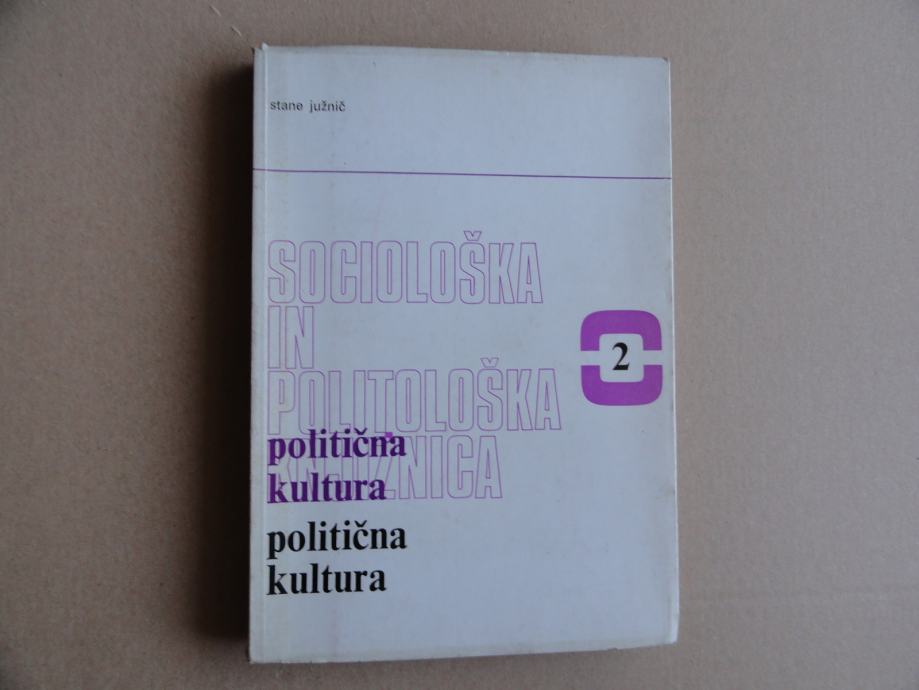 stane južnič
SOCIOLOŠKA
IN
POLITOLOŠKA
KNJIŽNICA
2
politična
kultura
politična
kultura